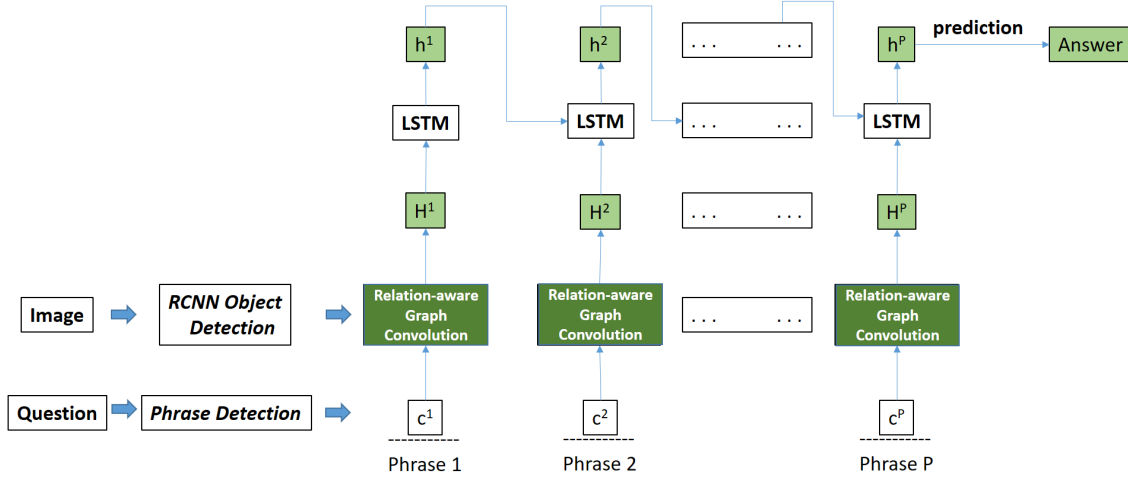 h¹
h²
. . . . . .
hᴾ
prediction
Answer
LSTM
LSTM
. . . . . .
LSTM
H¹
H²
. . . . . .
Hᴾ
Image
RCNN Object
Detection
Relation-aware
Graph
Convolution
Relation-aware
Graph
Convolution
. . . . . .
Relation-aware
Graph
Convolution
Question
Phrase Detection
c¹
c²
cᴾ
Phrase 1
Phrase 2
Phrase P